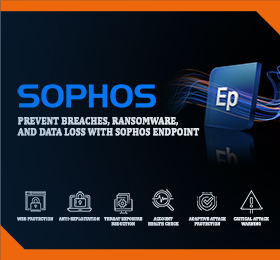 SOPHOS
Ep
PREVENT BREACHES, RANSOMWARE,
AND DATA LOSS WITH SOPHOS ENDPOINT
WEB PROTECTION
ANTI-EXPLOITATION
THREAT EXPOSURE
REDUCTION
ACCOUNT
HEALTH CHECK
ADAPTIVE ATTACK
PROTECTION
CRITICAL ATTACK
WARNING